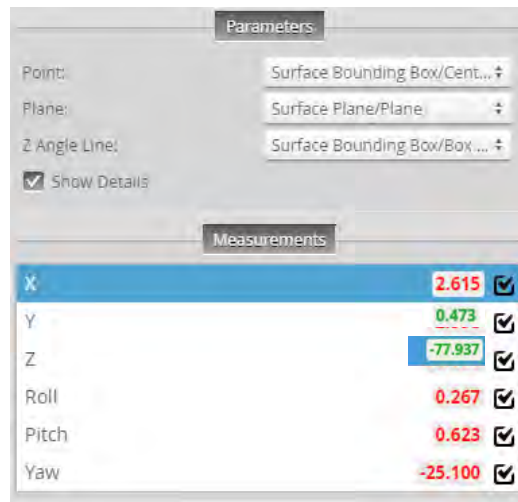 Parameters
Point: Surface Bounding Box/Cent...
Plane: Surface Plane/Plane
Z Angle Line: Surface Bounding Box/Box ...
Show Details
Measurements
X 2.615
Y 0.473
Z -77.937
Roll 0.267
Pitch 0.623
Yaw -25.100